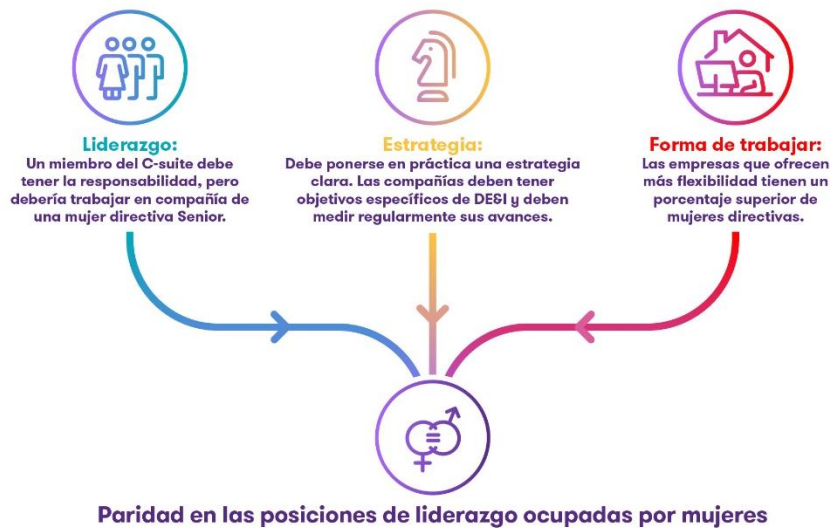 Liderazgo:
Un miembro del C-suite debe
tener la responsabilidad, pero
debería trabajar en compañía de
una mujer directiva Senior.
Estrategia:
Debe ponerse en práctica una estrategia
clara. Las compañías deben tener
objetivos específicos de DE&I y deben
medir regularmente sus avances.
Forma de trabajar:
Las empresas que ofrecen
más flexibilidad tienen un
porcentaje superior de
mujeres directivas.
Paridad en las posiciones de liderazgo ocupadas por mujeres